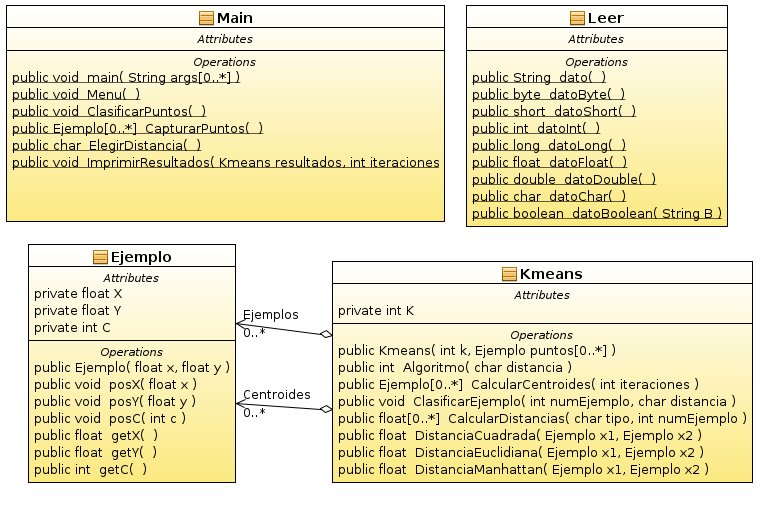 Main
Attributes
Operations
public void main( String args[0..*] )
public void Menu( )
public void ClasificarPuntos( )
public Ejemplo[0..*] CapturarPuntos( )
public char ElegirDistancia( )
public void ImprimirResultados( Kmeans resultados, int iteraciones
Leer
Attributes
Operations
public String dato( )
public byte datoByte( )
public short datoShort( )
public int datoInt( )
public long datoLong( )
public float datoFloat( )
public double datoDouble( )
public char datoChar( )
public boolean datoBoolean( String B )
Ejemplo
Attributes
private float X
private float Y
private int C
Operations
public Ejemplo( float x, float y )
public void posX( float x )
public void posY( float y )
public void posC( int c )
public float getX( )
public float getY( )
public int getC( )
Ejemplos
0..*
Centroides
0..*
Kmeans
Attributes
private int K
Operations
public Kmeans( int k, Ejemplo puntos[0..*] )
public int Algoritmo( char distancia )
public Ejemplo[0..*] CalcularCentroides( int iteraciones )
public void ClasificarEjemplo( int numEjemplo, char distancia )
public float[0..*] CalcularDistancias( char tipo, int numEjemplo )
public float DistanciaCuadrada( Ejemplo x1, Ejemplo x2 )
public float DistanciaEuclidiana( Ejemplo x1, Ejemplo x2 )
public float DistanciaManhattan( Ejemplo x1, Ejemplo x2 )